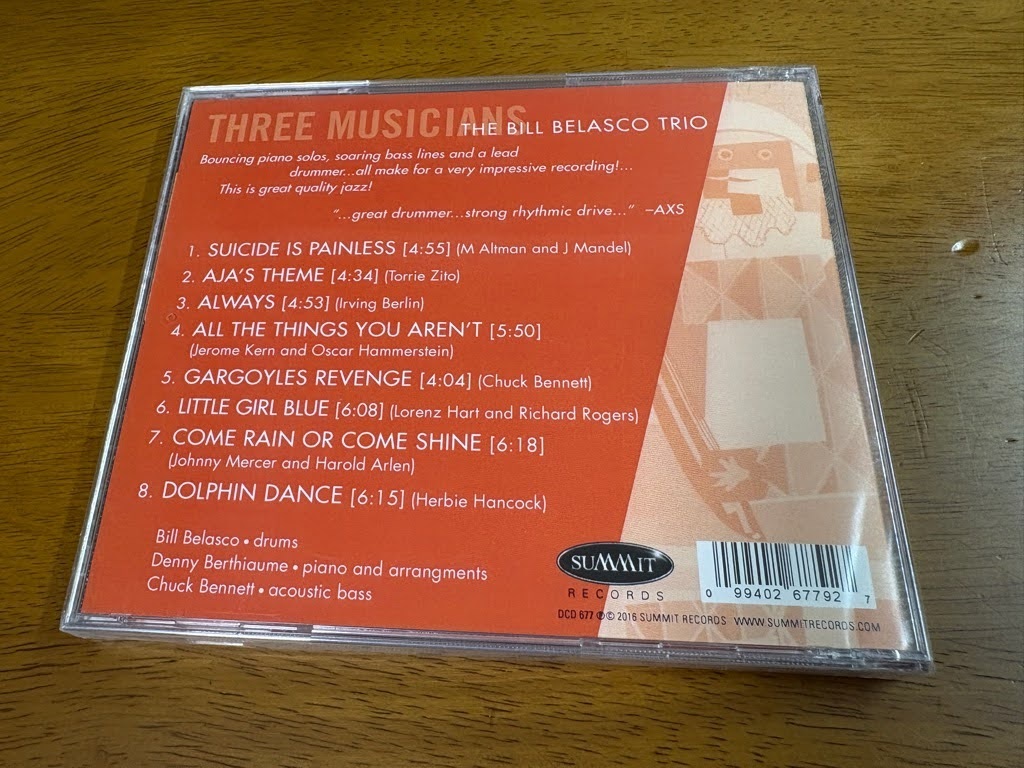 THREE MUSICIANS THE BILL BELASCO TRIO
Bouncing piano solos, soaring bass lines and a lead
drummer...all make for a very impressive recording!...
This is great quality jazz!
"...great drummer...strong rhythmic drive..." –AXS
1. SUICIDE IS PAINLESS [4:55] (M Altman and J Mandel)
2. AJA'S THEME [4:34] (Torrie Zito)
3. ALWAYS [4:53] (Irving Berlin)
4. ALL THE THINGS YOU AREN'T [5:50]
(Jerome Kern and Oscar Hammerstein)
5. GARGOYLES REVENGE [4:04] (Chuck Bennett)
6. LITTLE GIRL BLUE [6:08] (Lorenz Hart and Richard Rogers)
7. COME RAIN OR COME SHINE [6:18]
(Johnny Mercer and Harold Arlen)
8. DOLPHIN DANCE [6:15] (Herbie Hancock)
Bill Belasco • drums
Denny Berthiaume • piano and arrangments
Chuck Bennett • acoustic bass
SUMMIT
RECORDS
0 99402 67792 7
DCD 677 ℗© 2016 SUMMIT RECORDS WWW.SUMMITRECORDS.COM